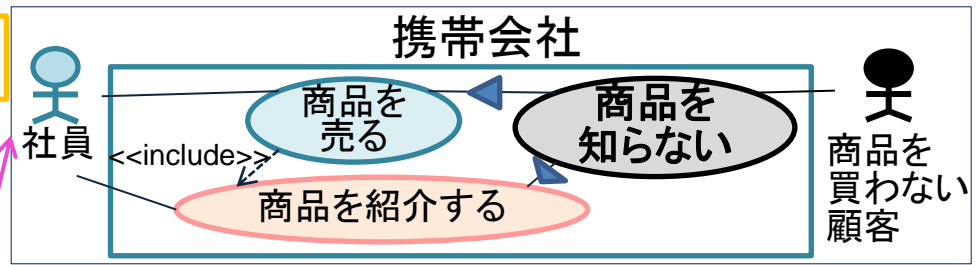 携帯会社
社員
<<include>>
商品を
売る
商品を
知らない
商品を紹介する
商品を
買わない
顧客